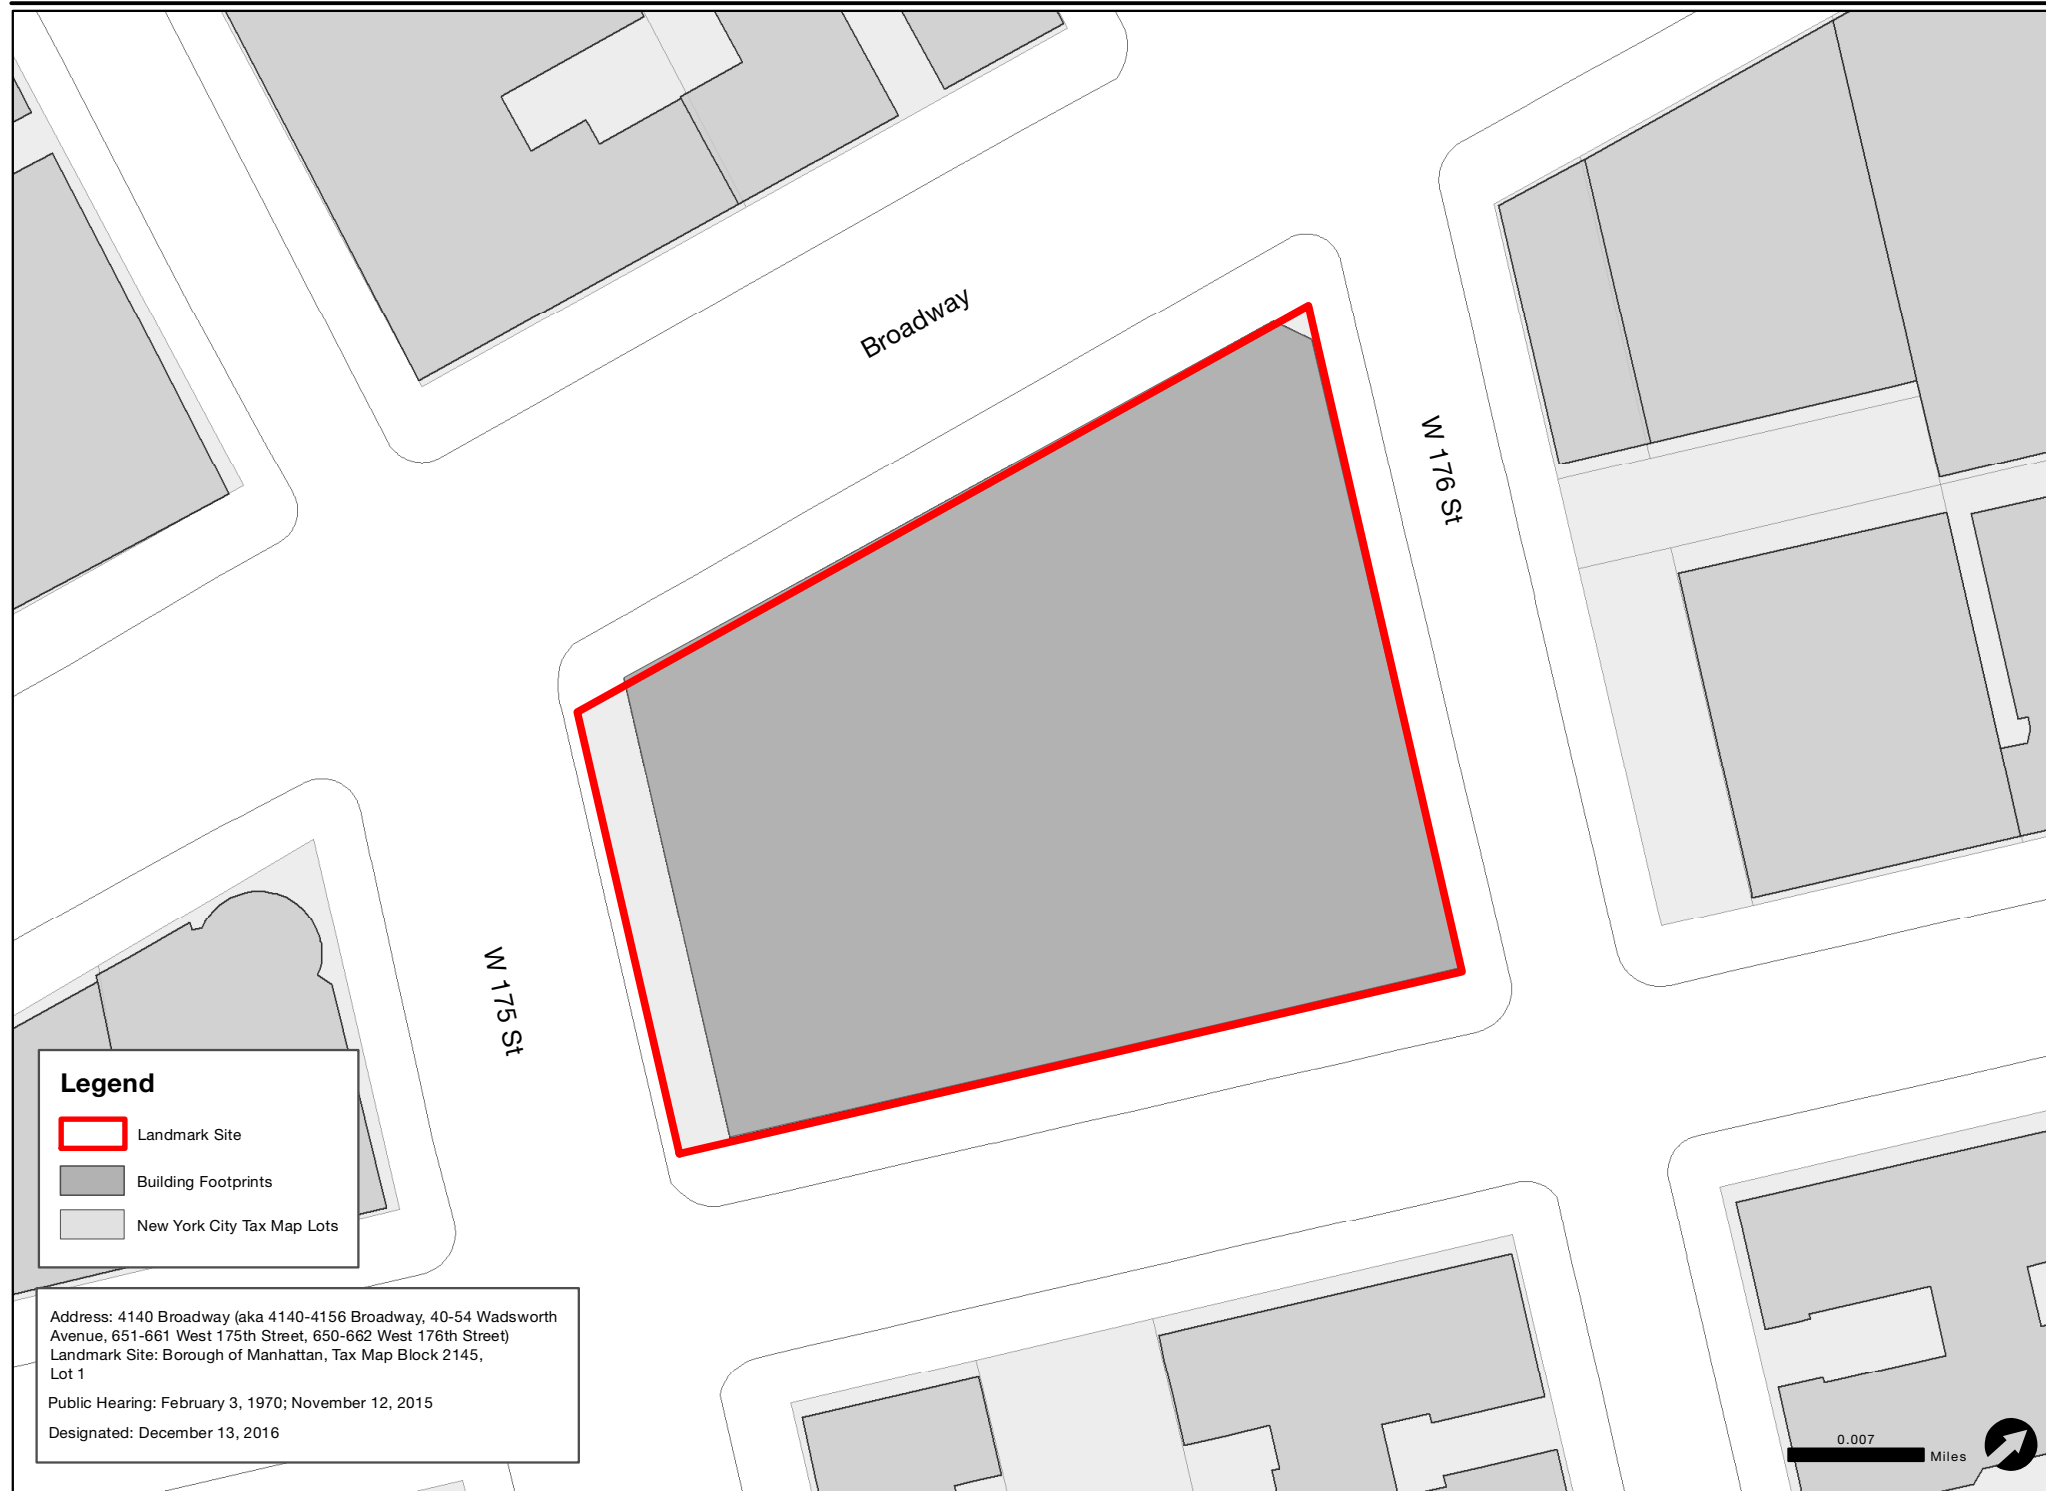 Broadway
W 176 St
W 175 St
Legend
Landmark Site
Building Footprints
New York City Tax Map Lots
Address: 4140 Broadway (aka 4140-4156 Broadway, 40-54 Wadsworth
Avenue, 651-661 West 175th Street, 650-662 West 176th Street)
Landmark Site: Borough of Manhattan, Tax Map Block 2145,
Lot 1
Public Hearing: February 3, 1970; November 12, 2015
Designated: December 13, 2016
0.007
Miles